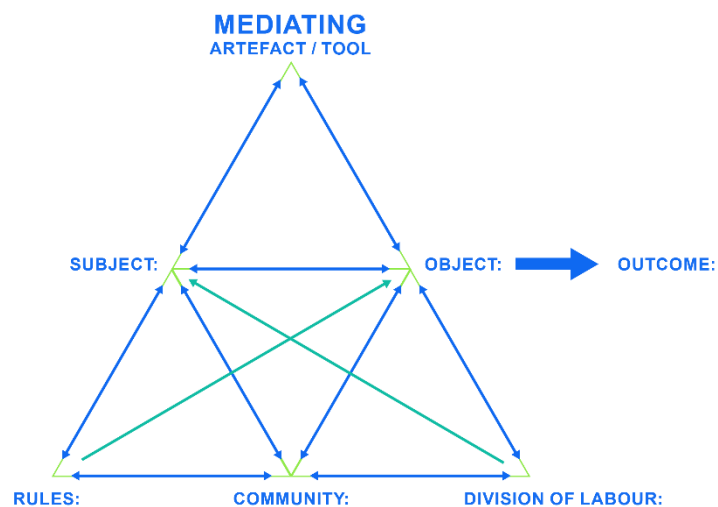 MEDIATING
ARTEFACT / TOOL
SUBJECT:
OBJECT:
OUTCOME:
RULES:
COMMUNITY:
DIVISION OF LABOUR: